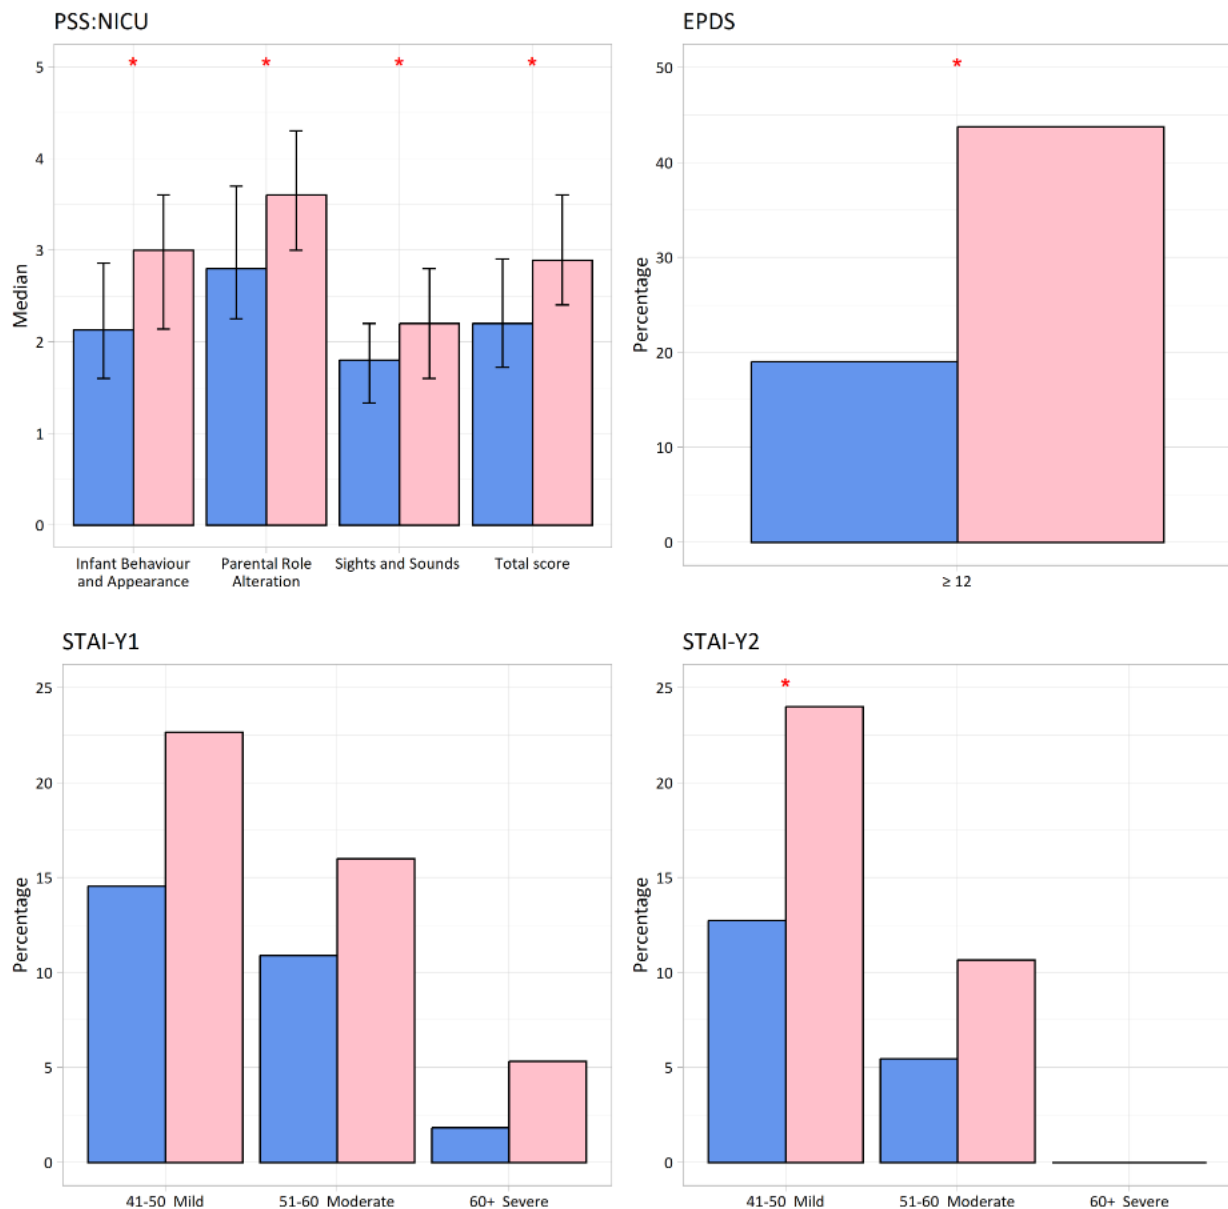 PSS:NICU
5
4
3
2
1
0
Median
* * * *
Infant Behaviour and Appearance
Parental Role Alteration
Sights and Sounds
Total score
EPDS
50
40
30
20
10
0
Percentage
*
≥ 12
STAI-Y1
25
20
15
10
5
0
Percentage
41-50 Mild
51-60 Moderate
60+ Severe
STAI-Y2
25
20
15
10
5
0
Percentage
*
41-50 Mild
51-60 Moderate
60+ Severe